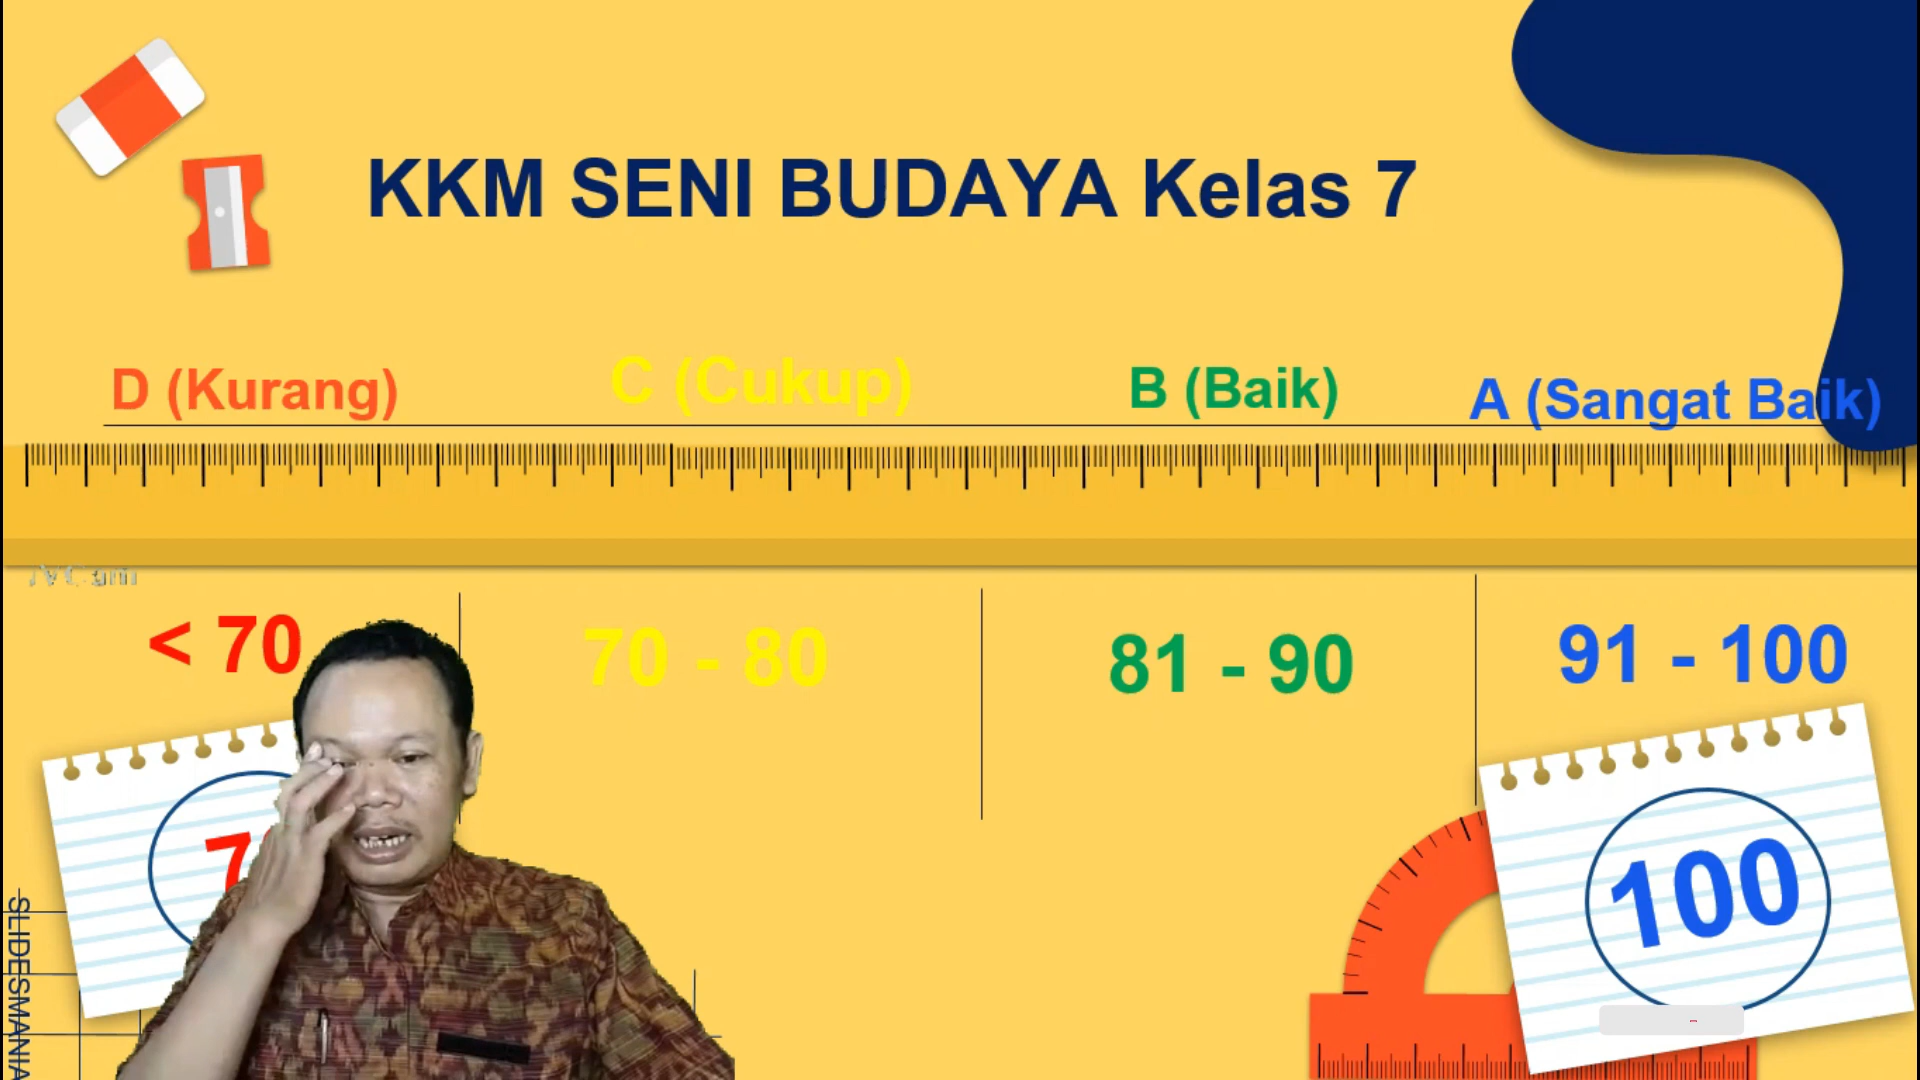 KKM SENI BUDAYA Kelas 7
D (Kurang)
C (Cukup)
B (Baik)
A (Sangat Baik)
< 70
70 - 80
81 - 90
91 - 100
100
SLIDESMANIA